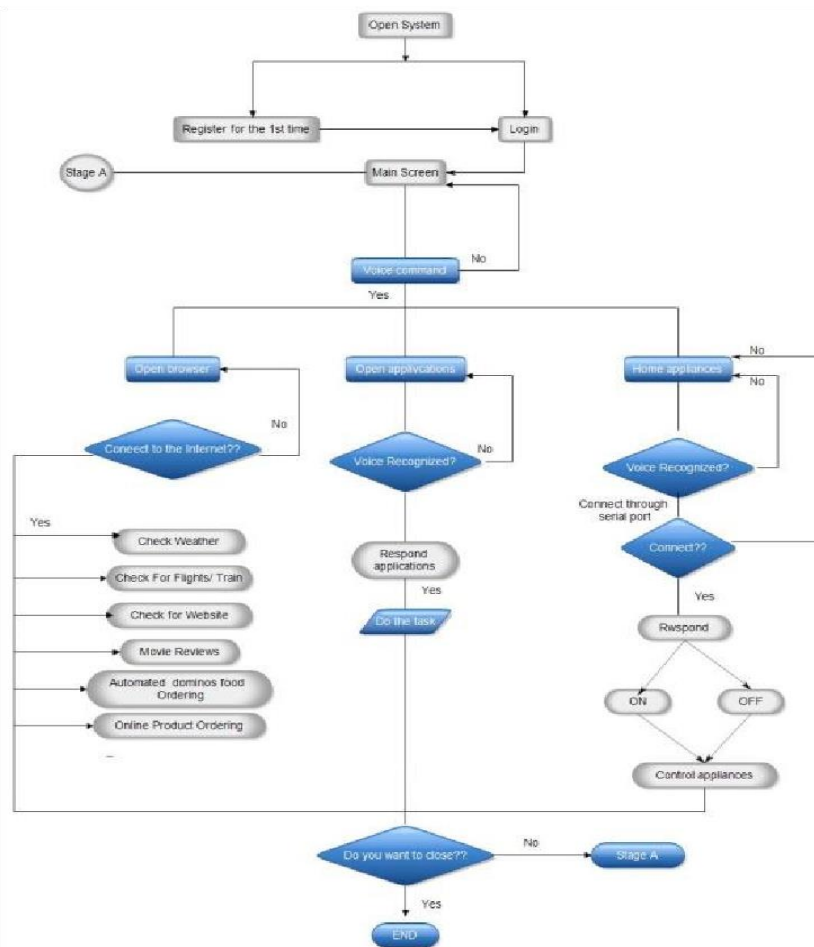 Open System
Register for the 1st time
Login
Stage A
Main Screen
No
Voice command
Yes
Open browser
Open applvcations
Home appliances
No
No
No
Coneect to the Internet??
No
Voice Recognized?
Voice Recognized?
Connect through
serial port
Yes
Check Weather
Respond
applications
Connect??
Check For Flights/ Train
Yes
Yes
Check for Website
Do the task
Rwspond
Movie Reviews
Automated dominos food
Ordering
ON
OFF
Online Product Ordering
Control appliances
Do you want to close??
No
Stage A
Yes
END